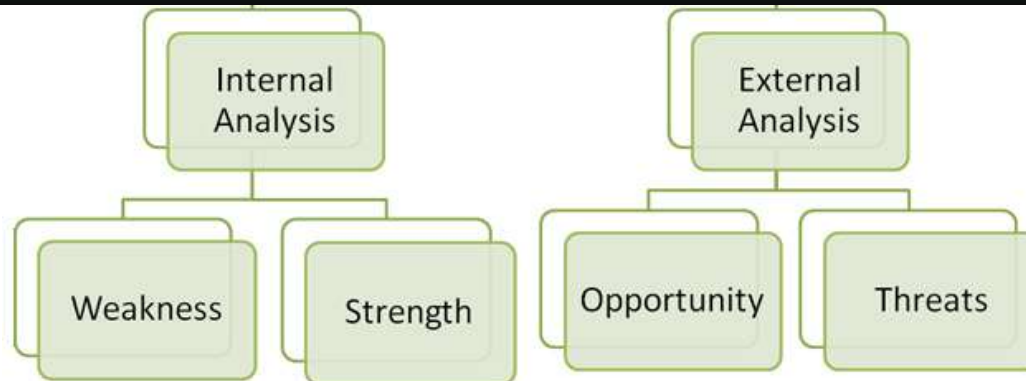 Internal
Analysis
External
Analysis
Weakness
Strength
Opportunity
Threats